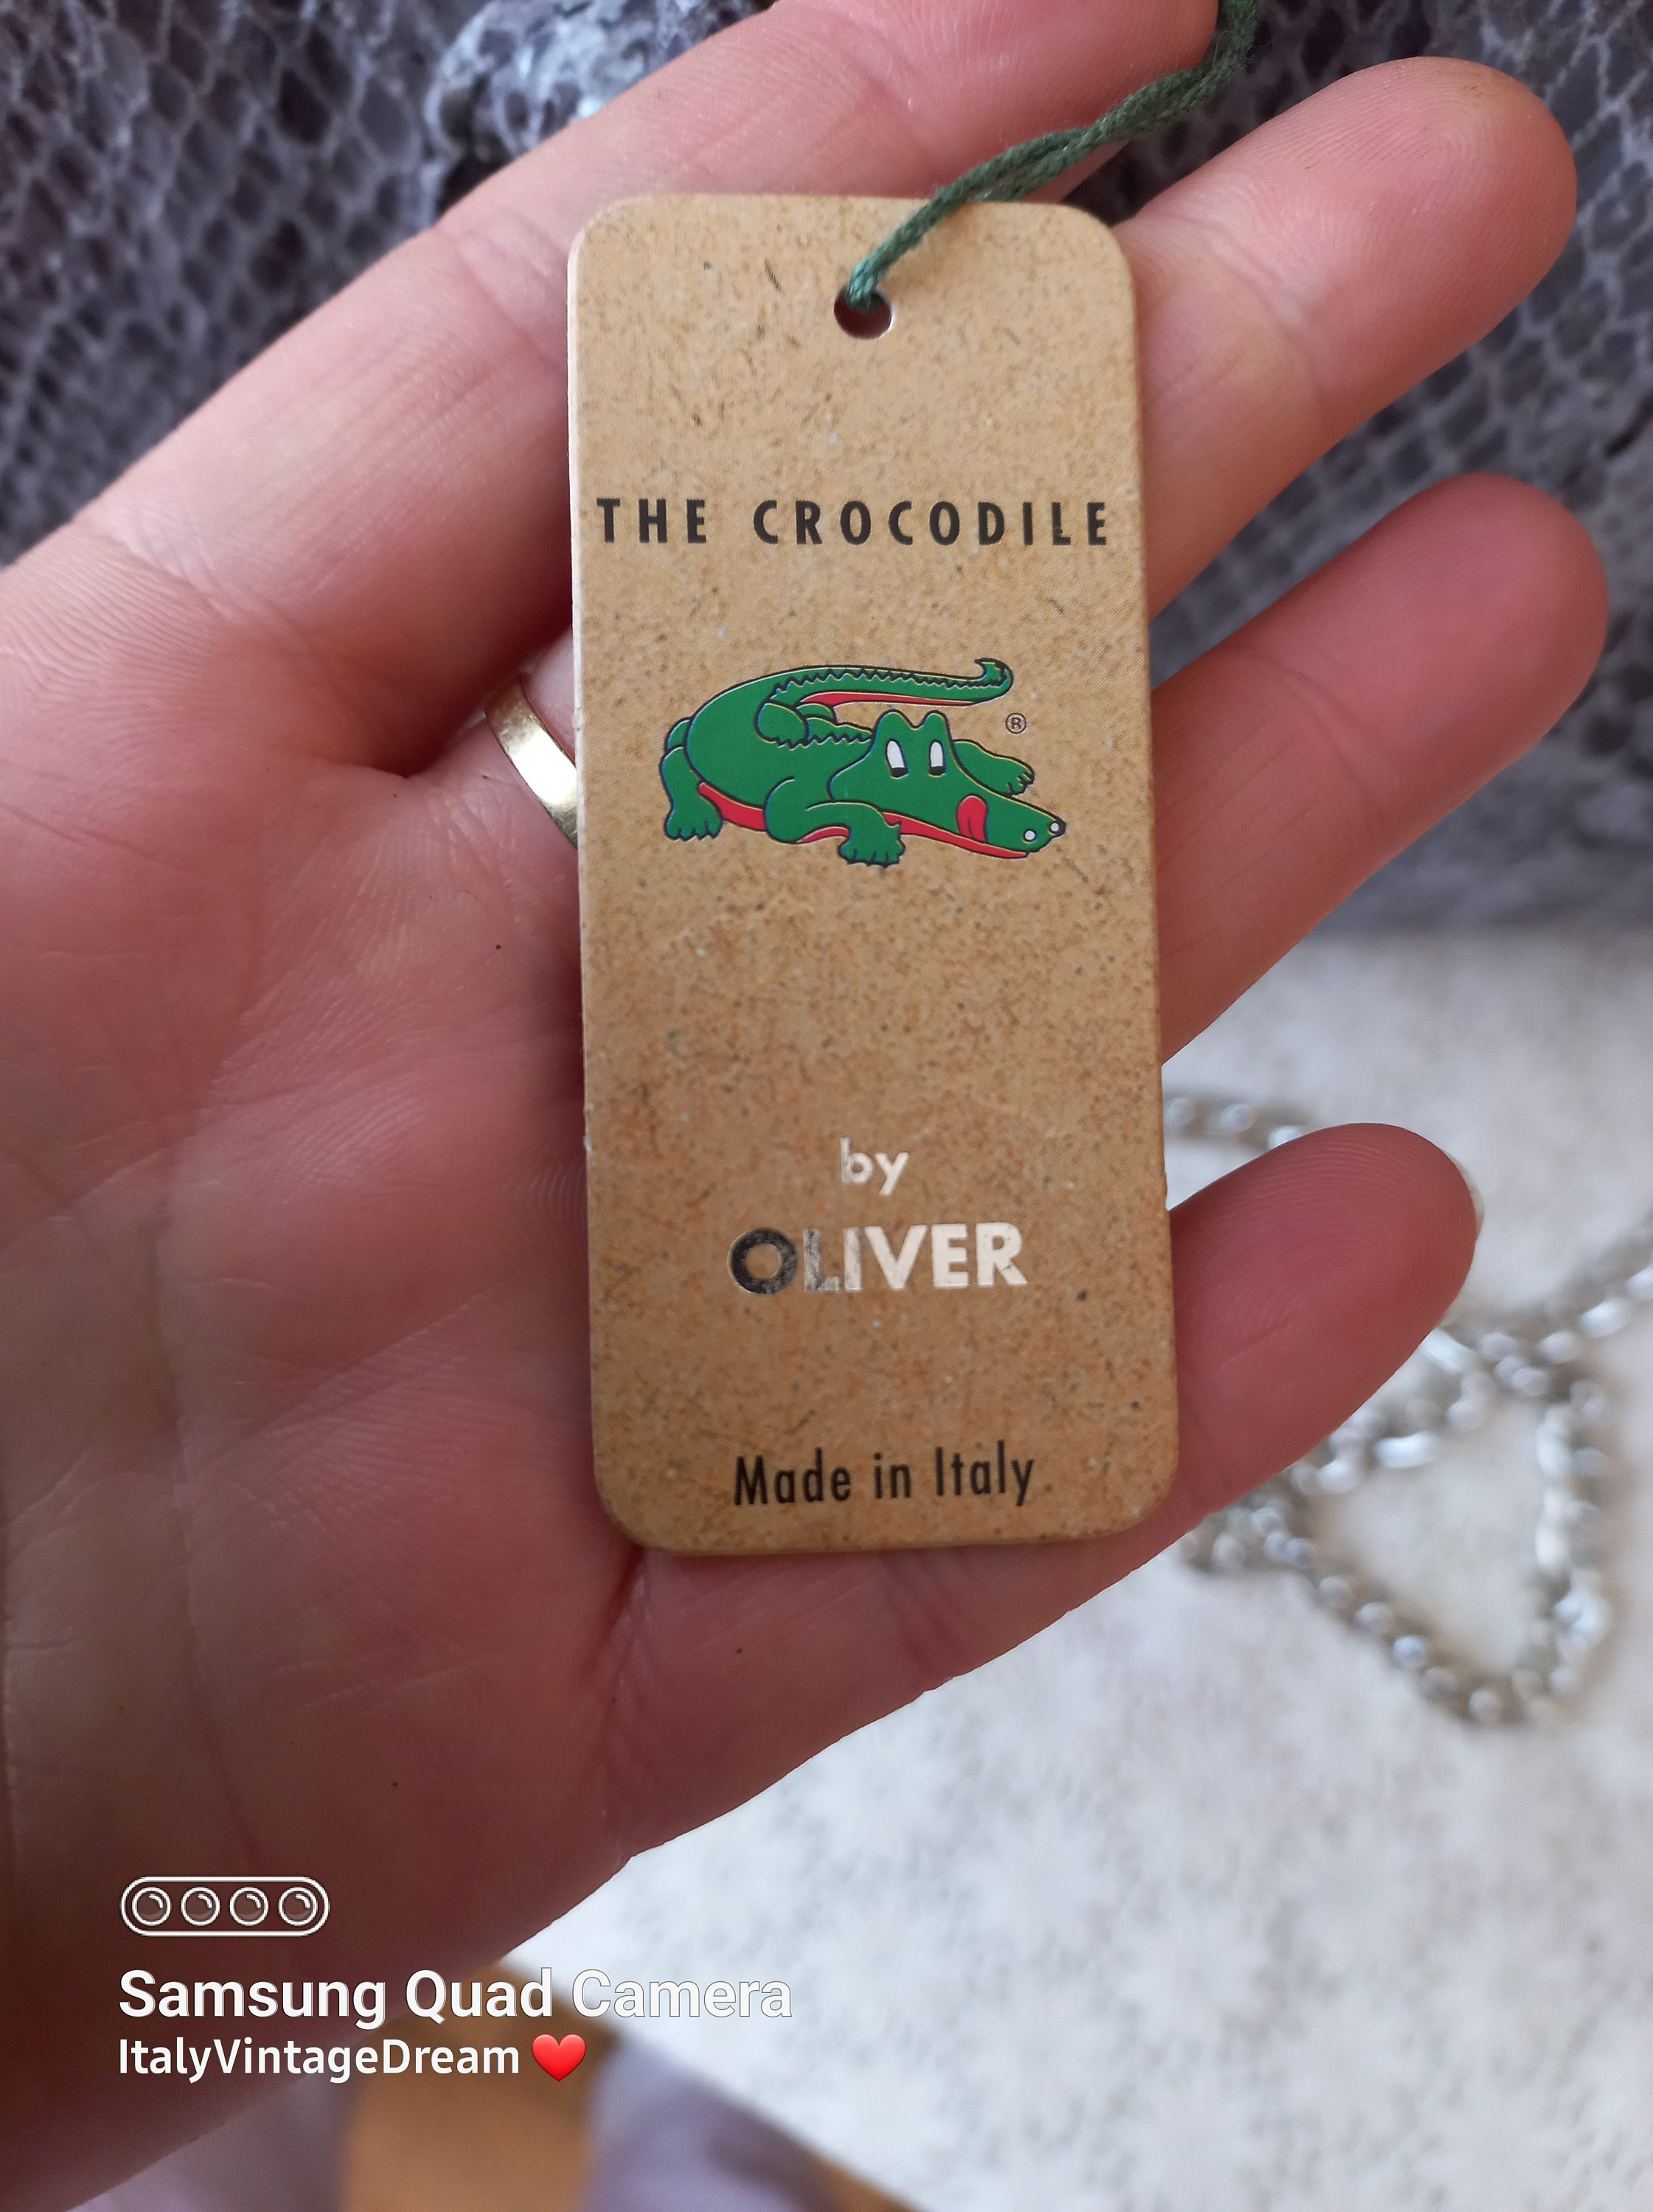 THE CROCODILE
®
by
OLIVER
Made in Italy
Samsung Quad Camera
ItalyVintageDream ❤️